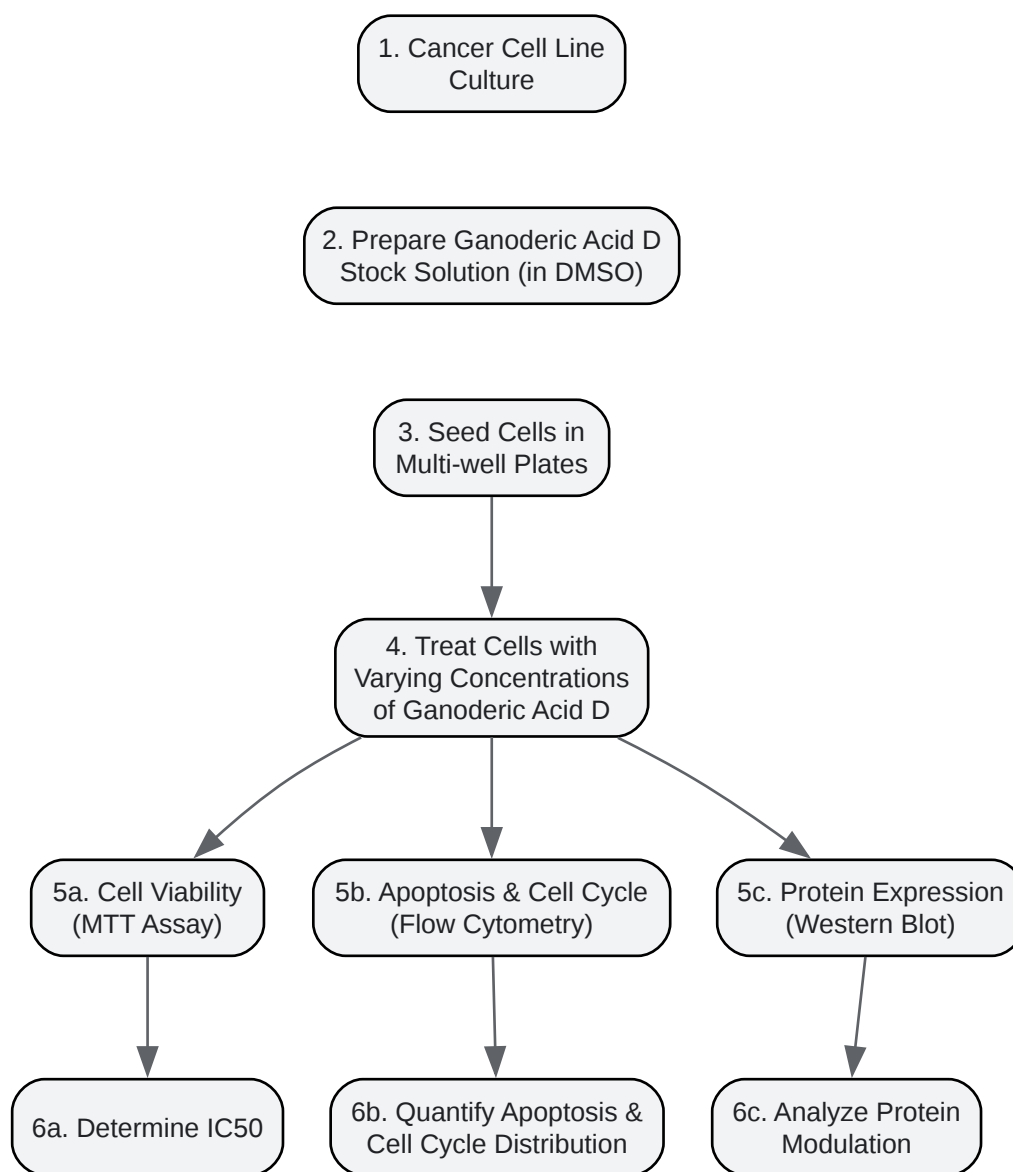 1. Cancer Cell Line
Culture
2. Prepare Ganoderic Acid D
Stock Solution (in DMSO)
3. Seed Cells in
Multi-well Plates
4. Treat Cells with
Varying Concentrations
of Ganoderic Acid D
5a. Cell Viability
(MTT Assay)
5b. Apoptosis & Cell Cycle
(Flow Cytometry)
5c. Protein Expression
(Western Blot)
6a. Determine IC50
6b. Quantify Apoptosis &
Cell Cycle Distribution
6c. Analyze Protein
Modulation